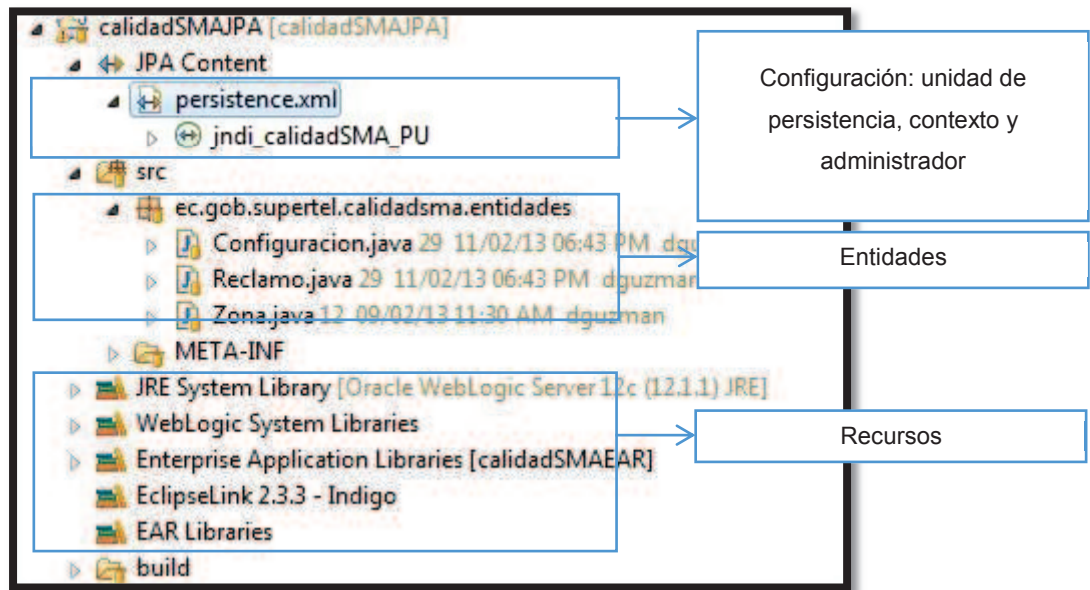 calidadSMAJPA [calidadSMAJPA]
JPA Content
persistence.xml
jndi_calidadSMA_PU
Configuración: unidad de
persistencia, contexto y
administrador
src
ec.gob.supertel.calidadsma.entidades
Configuracion.java 29 11/02/13 06:43 PM dgu
Reclamo.java 29 11/02/13 06:43 PM dguzman
Zona.java 12 09/02/13 11:30 AM dguzman
Entidades
META-INF
JRE System Library [Oracle WebLogic Server 12c (12.1.1) JRE]
WebLogic System Libraries
Enterprise Application Libraries [calidadSMAEAR]
EclipseLink 2.3.3 - Indigo
EAR Libraries
Recursos
build